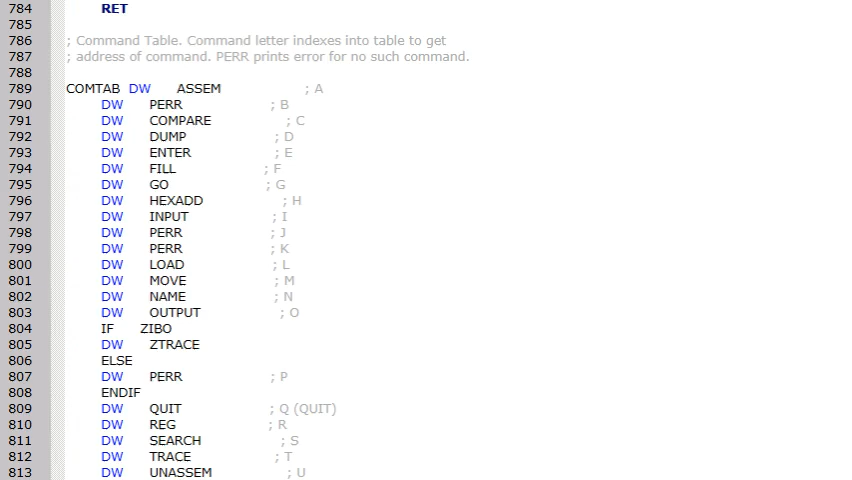 784 RET
785
786 ; Command Table. Command letter indexes into table to get
787 ; address of command. PERR prints error for no such command.
788
789 COMTAB DW ASSEM ; A
790 DW PERR ; B
791 DW COMPARE ; C
792 DW DUMP ; D
793 DW ENTER ; E
794 DW FILL ; F
795 DW GO ; G
796 DW HEXADD ; H
797 DW INPUT ; I
798 DW PERR ; J
799 DW PERR ; K
800 DW LOAD ; L
801 DW MOVE ; M
802 DW NAME ; N
803 DW OUTPUT ; O
804 IF ZIBO
805 DW ZTRACE
806 ELSE
807 DW PERR ; P
808 ENDIF
809 DW QUIT ; Q (QUIT)
810 DW REG ; R
811 DW SEARCH ; S
812 DW TRACE ; T
813 DW UNASSEM ; U